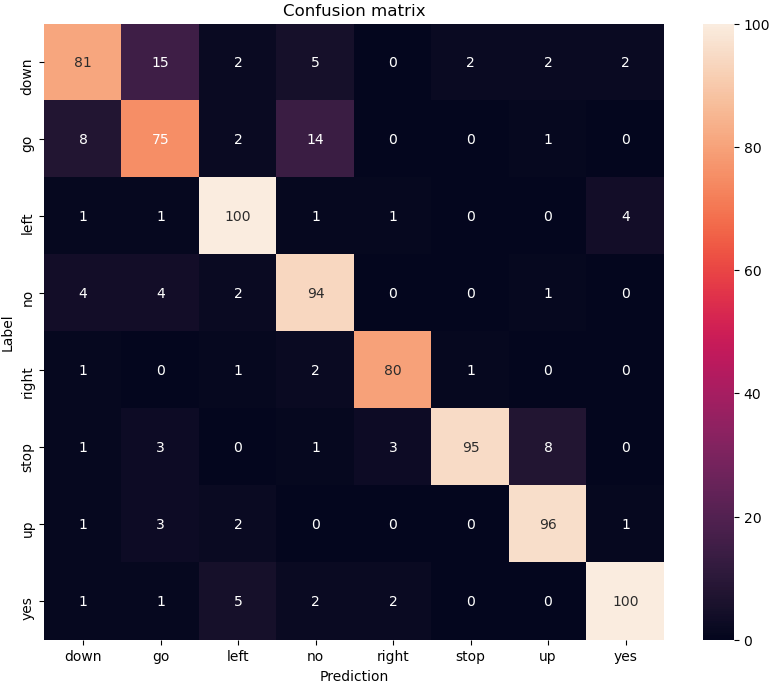 Confusion matrix
down 81 15 2 5 0 2 2 2
go 8 75 2 14 0 0 1 0
left 1 1 100 1 1 0 0 4
no 4 4 2 94 0 0 1 0
right 1 0 1 2 80 1 0 0
stop 1 3 0 1 3 95 8 0
up 1 3 2 0 0 0 96 1
yes 1 1 5 2 2 0 0 100
down go left no right stop up yes
Label
Prediction
100
80
60
40
20
0